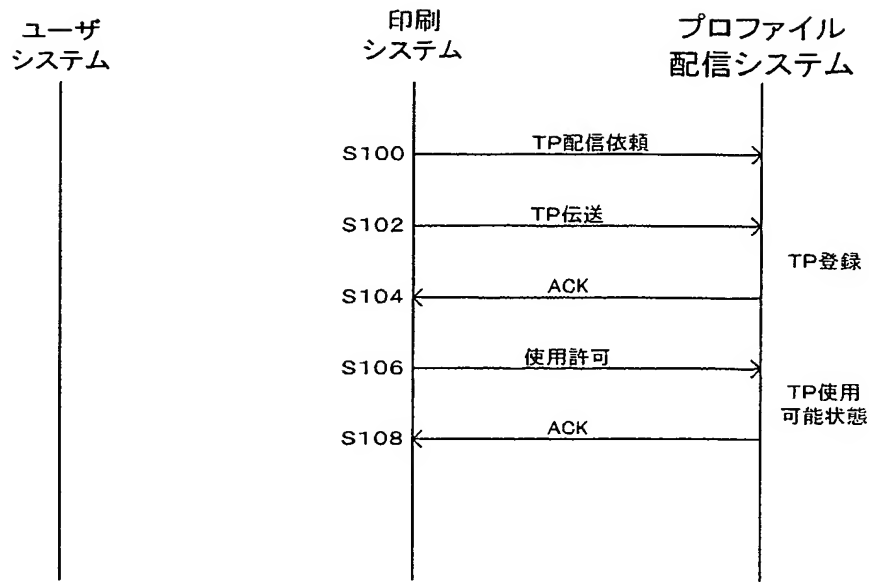 ユーザ
システム
印刷
システム
プロファイル
配信システム
S100
TP配信依頼
S102
TP伝送
TP登録
S104
ACK
S106
使用許可
TP使用
可能状態
S108
ACK